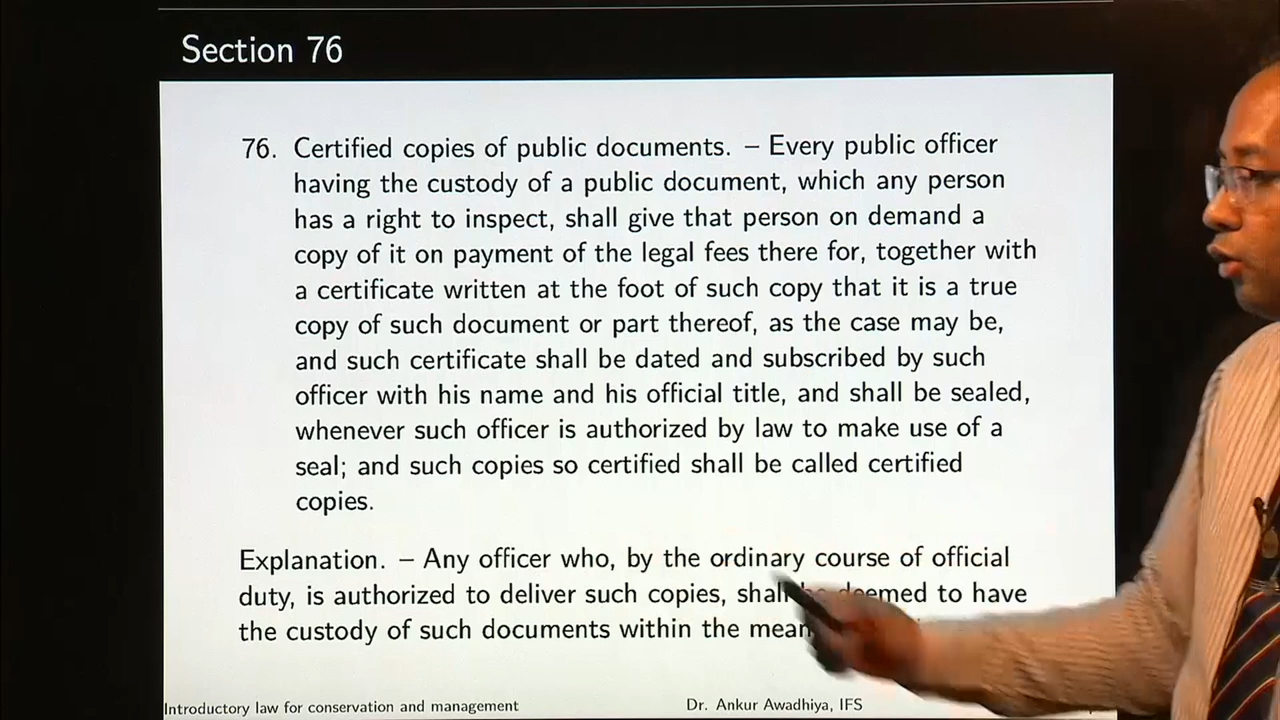 Section 76
76. Certified copies of public documents. – Every public officer
having the custody of a public document, which any person
has a right to inspect, shall give that person on demand a
copy of it on payment of the legal fees there for, together with
a certificate written at the foot of such copy that it is a true
copy of such document or part thereof, as the case may be,
and such certificate shall be dated and subscribed by such
officer with his name and his official title, and shall be sealed,
whenever such officer is authorized by law to make use of a
seal; and such copies so certified shall be called certified
copies.
Explanation. – Any officer who, by the ordinary course of official
duty, is authorized to deliver such copies, shall be deemed to have
the custody of such documents within the
Introductory law for conservation and management Dr. Ankur Awadhiya, IFS